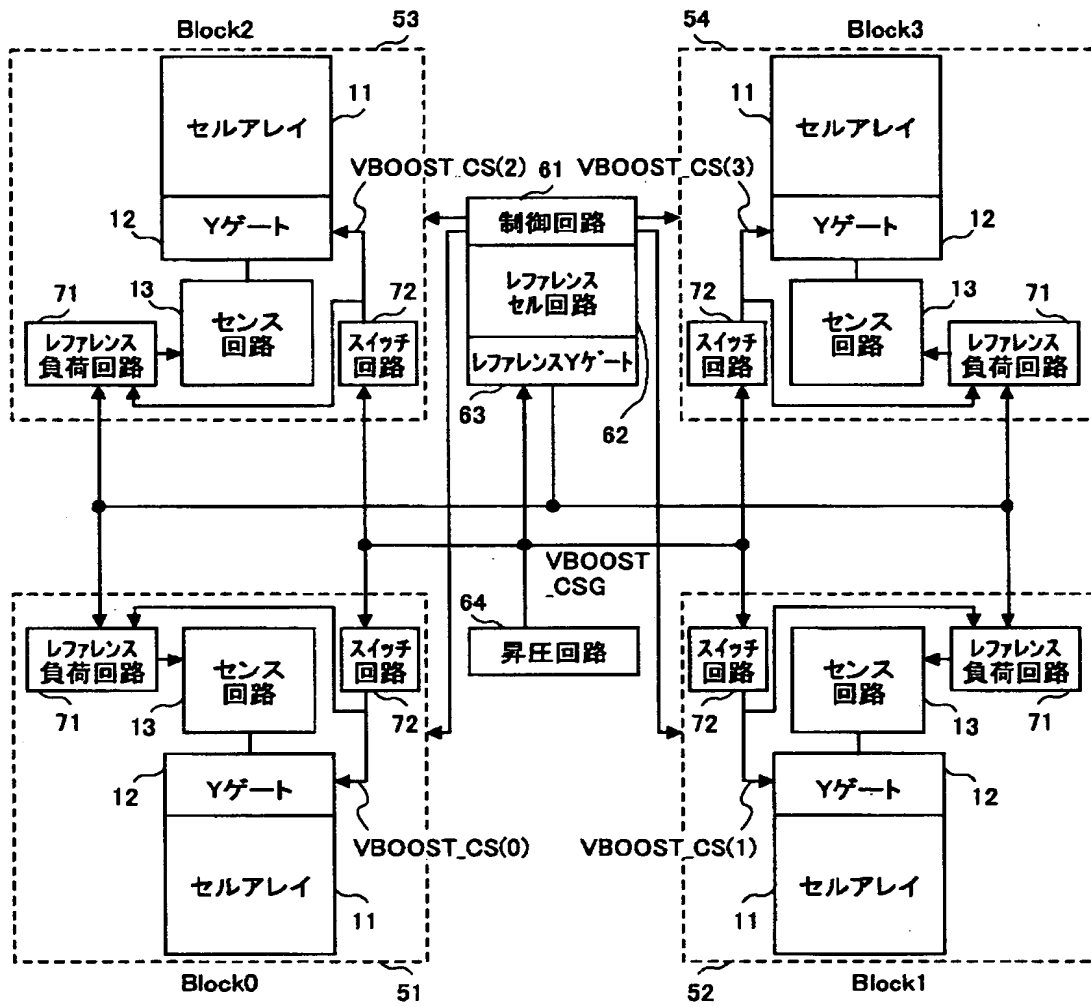 Block2
53
54
Block3
11
セルアレイ
11
セルアレイ
VBOOST_CS(2)
61
VBOOST_CS(3)
12
Yゲート
制御回路
Yゲート
12
レファレンス
セル回路
71
13
センス
回路
72
72
センス
回路
13
71
レファレンス
負荷回路
スイッチ
回路
レファレンスYゲート
スイッチ
回路
レファレンス
負荷回路
63
62
VBOOST
_CSG
64
レファレンス
負荷回路
センス
回路
スイッチ
回路
昇圧回路
スイッチ
回路
センス
回路
レファレンス
負荷回路
71
13
72
72
13
71
12
Yゲート
Yゲート
12
VBOOST_CS(0)
VBOOST_CS(1)
セルアレイ
11
11
セルアレイ
Block0
51
52
Block1